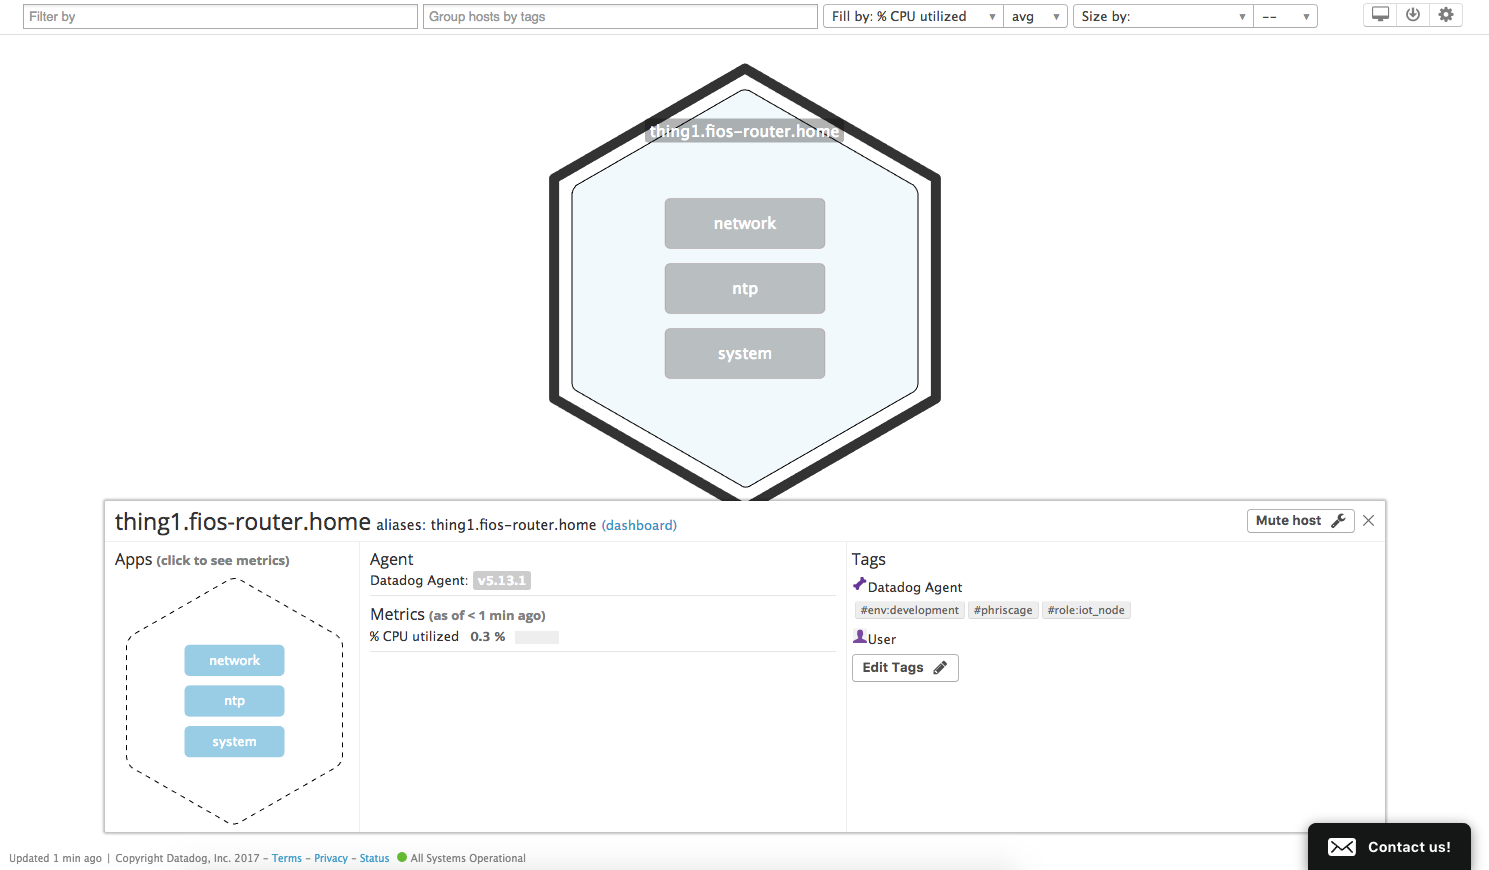 Filter by
Group hosts by tags
Fill by: % CPU utilized
avg
Size by:
--
thing1.fios-router.home
network
ntp
system
thing1.fios-router.home aliases: thing1.fios-router.home (dashboard)
Mute host
Apps (click to see metrics)
network
ntp
system
Agent
Datadog Agent: v5.13.1
Metrics (as of < 1 min ago)
% CPU utilized 0.3 %
Tags
Datadog Agent
#env:development #phriscage #role:iot_node
User
Edit Tags
Updated 1 min ago | Copyright Datadog, Inc. 2017 - Terms - Privacy - Status All Systems Operational
Contact us!